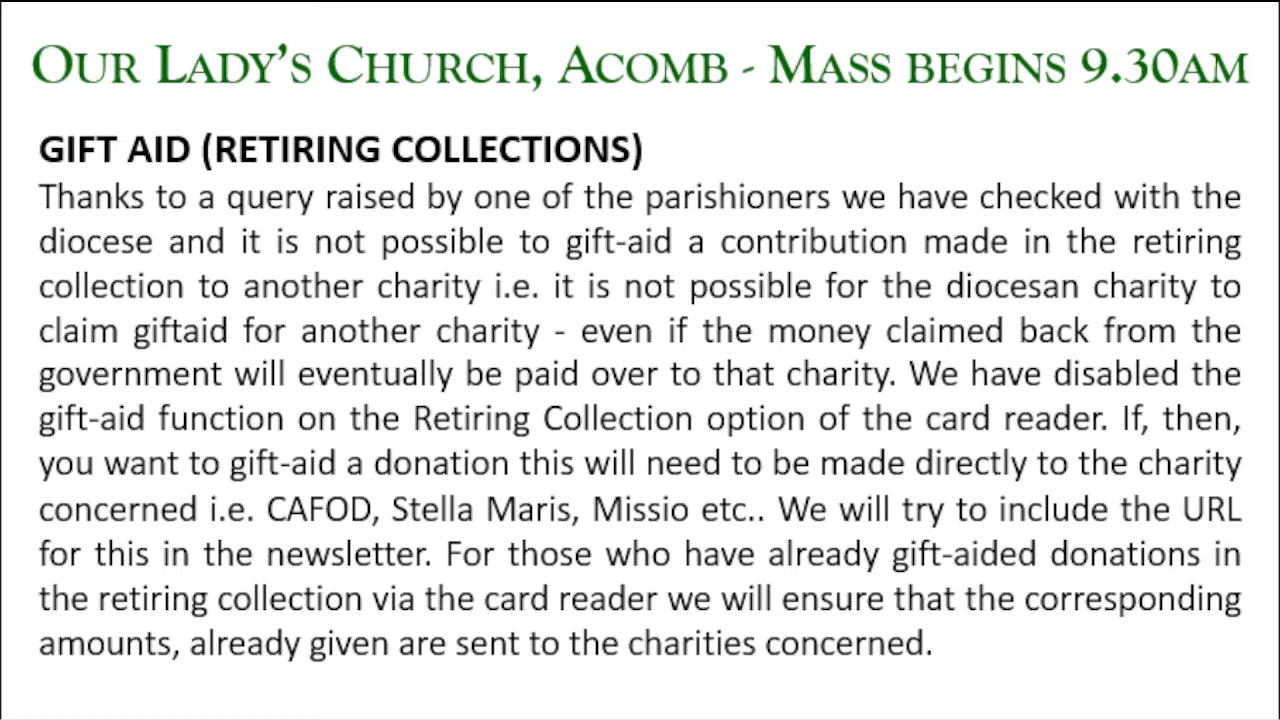 OUR LADY'S CHURCH, ACOMB - MASS BEGINS 9.30AM
GIFT AID (RETIRING COLLECTIONS)
Thanks to a query raised by one of the parishioners we have checked with the
diocese and it is not possible to gift-aid a contribution made in the retiring
collection to another charity i.e. it is not possible for the diocesan charity to
claim giftaid for another charity - even if the money claimed back from the
government will eventually be paid over to that charity. We have disabled the
gift-aid function on the Retiring Collection option of the card reader. If, then,
you want to gift-aid a donation this will need to be made directly to the charity
concerned i.e. CAFOD, Stella Maris, Missio etc.. We will try to include the URL
for this in the newsletter. For those who have already gift-aided donations in
the retiring collection via the card reader we will ensure that the corresponding
amounts, already given are sent to the charities concerned.